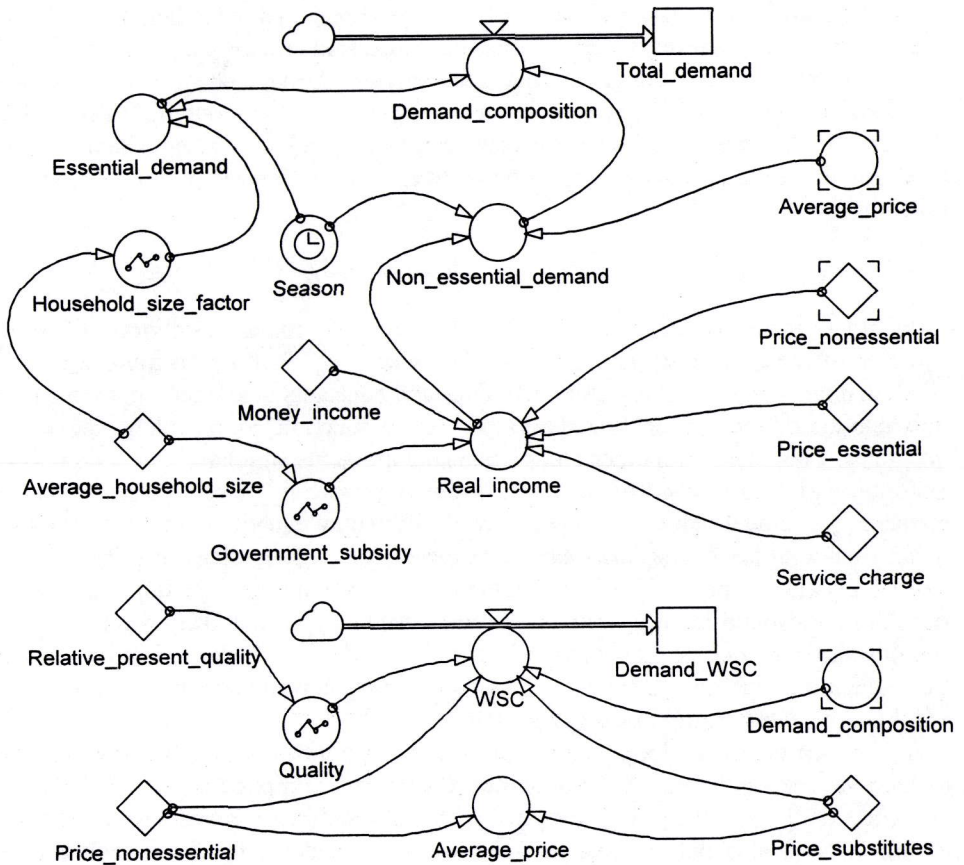 Total_demand
Demand_composition
Essential_demand
Average_price
Season
Non_essential_demand
Household_size_factor
Price_nonessential
Money_income
Price_essential
Average_household_size
Real_income
Government_subsidy
Service_charge
Relative_present_quality
Demand_WSC
WSC
Demand_composition
Quality
Price_nonessential
Average_price
Price_substitutes